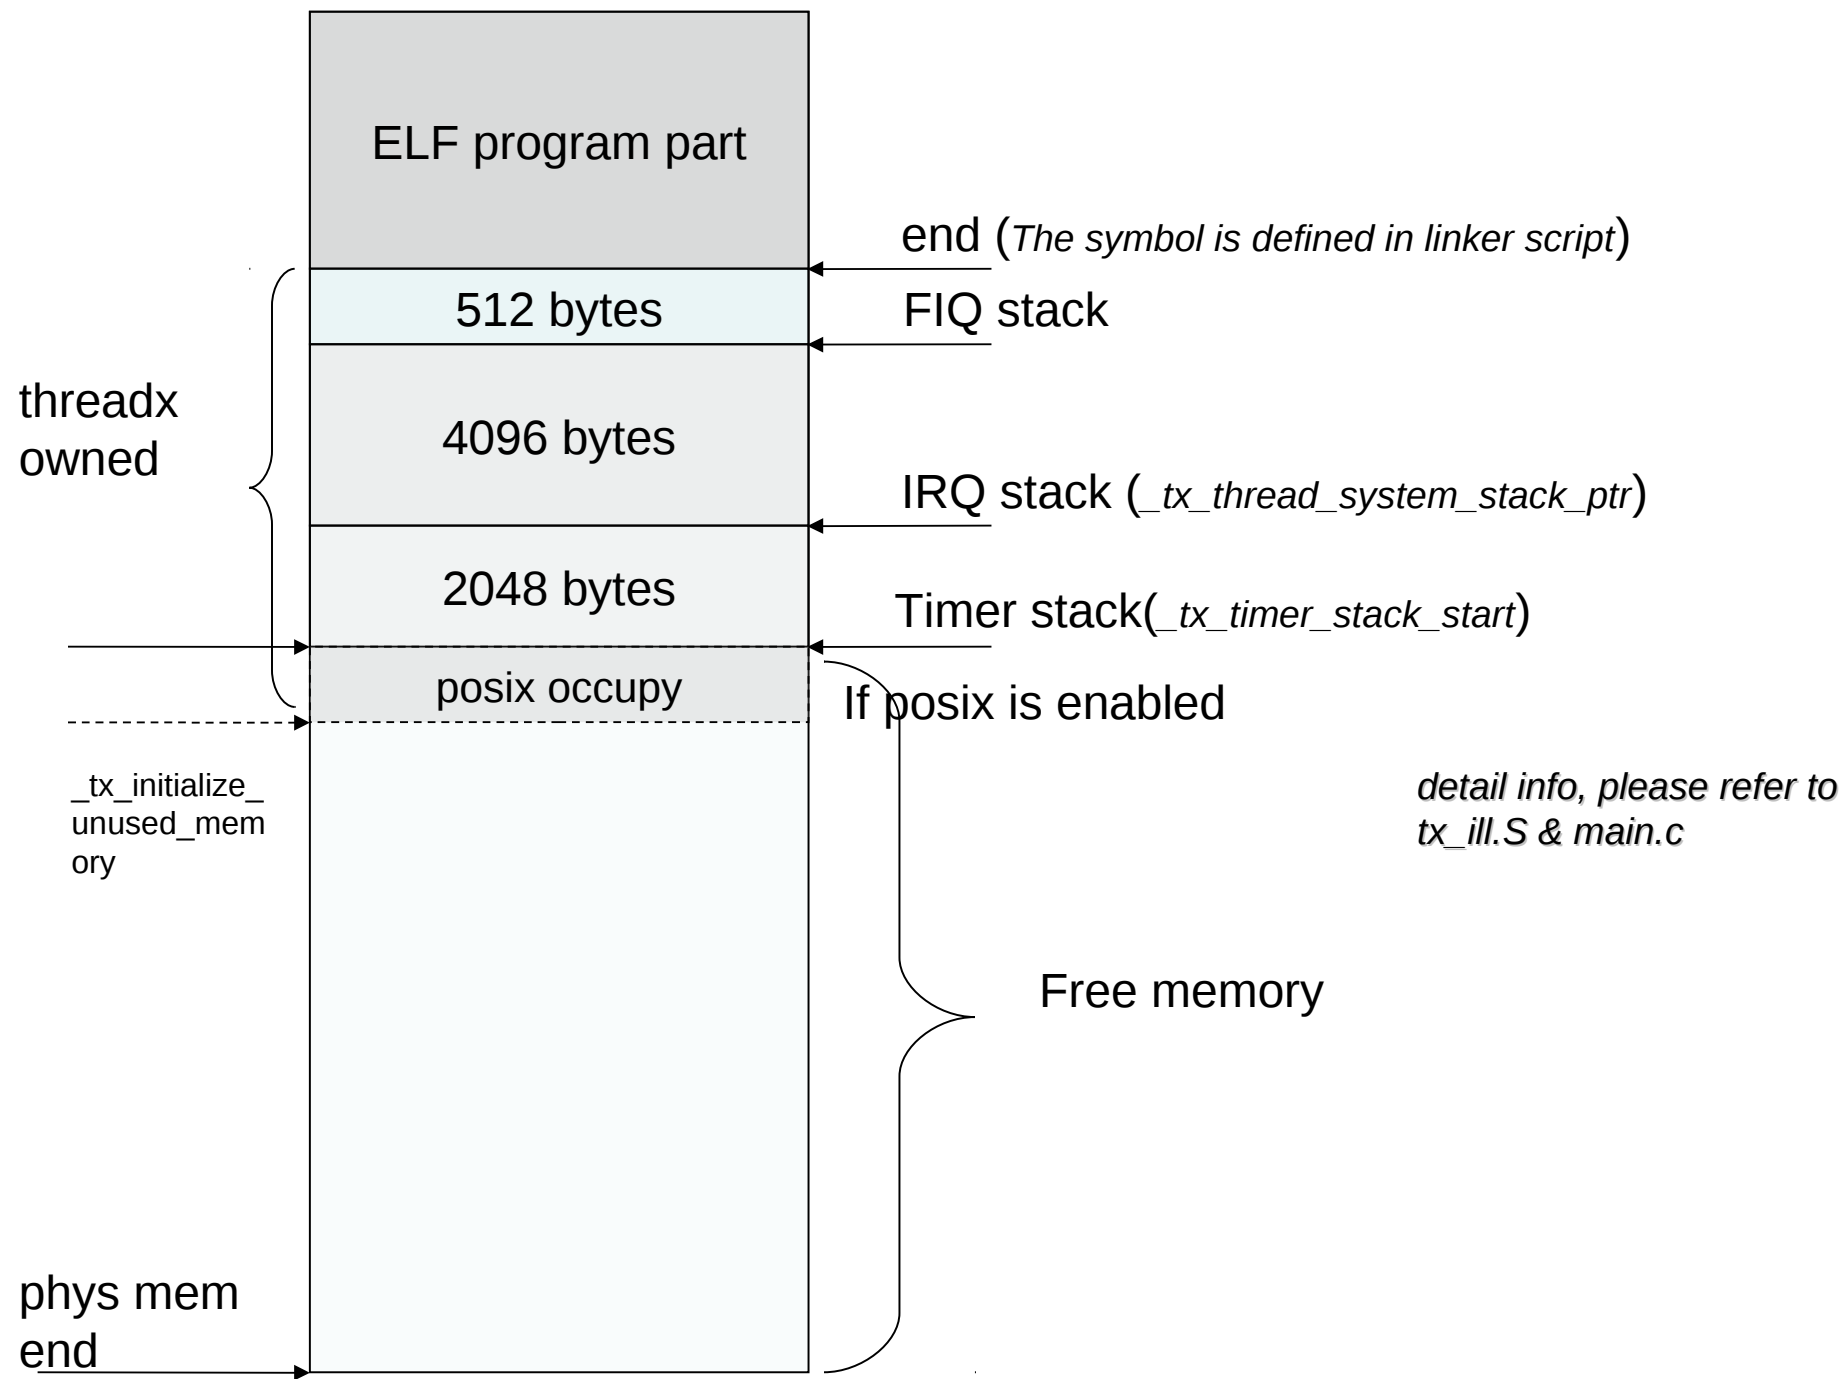 ELF program part
end (The symbol is defined in linker script)
512 bytes
FIQ stack
threadx
owned
4096 bytes
IRQ stack (_tx_thread_system_stack_ptr)
2048 bytes
Timer stack(_tx_timer_stack_start)
posix occupy
If posix is enabled
_tx_initialize_
unused_mem
ory
detail info, please refer to
tx_ill.S & main.c
Free memory
phys mem
end